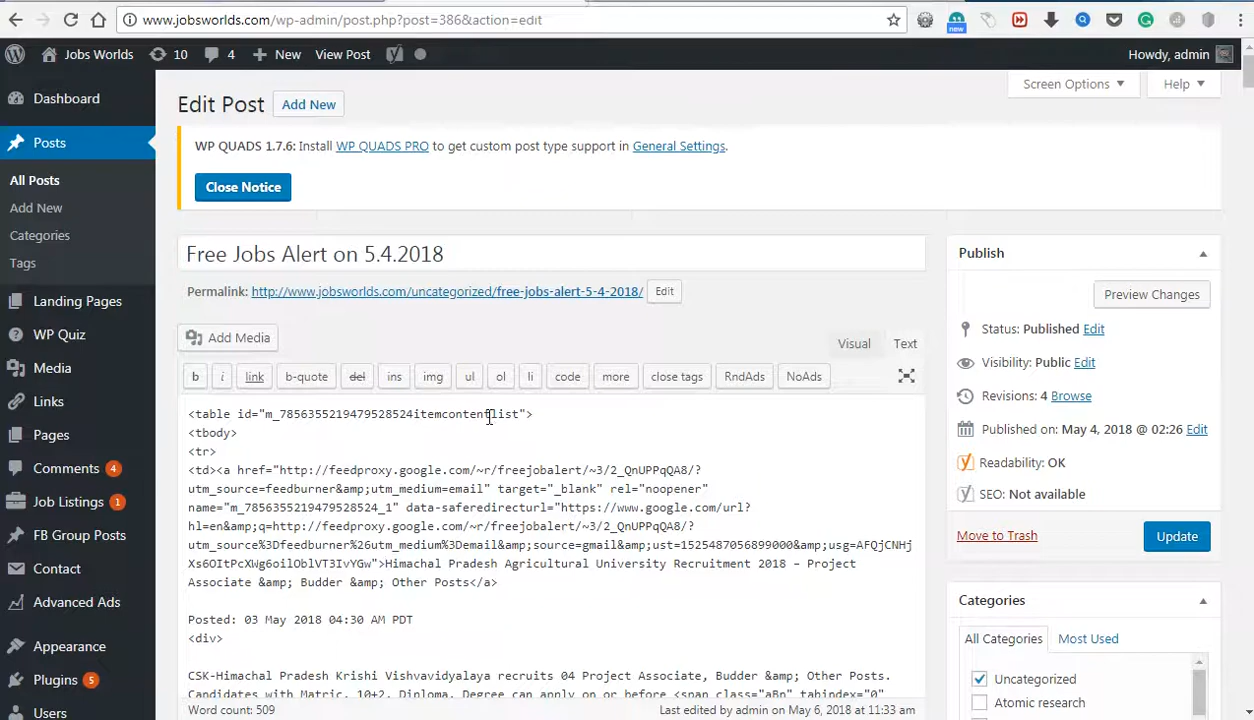 www.jobsworlds.com/wp-admin/post.php?post=386&action=edit
new
Jobs Worlds
10
4
New
View Post
Howdy, admin
Dashboard
Posts
All Posts
Add New
Categories
Tags
Landing Pages
WP Quiz
Media
Links
Pages
Comments 4
Job Listings 1
FB Group Posts
Contact
Advanced Ads
Appearance
Plugins 5
Users
Screen Options
Help
Edit Post
Add New
WP QUADS 1.7.6: Install WP QUADS PRO to get custom post type support in General Settings.
Close Notice
Free Jobs Alert on 5.4.2018
Permalink: http://www.jobsworlds.com/uncategorized/free-jobs-alert-5-4-2018/ Edit
Add Media
Visual
Text
b
i
link
b-quote
del
ins
img
ul
ol
li
code
more
close tags
RndAds
NoAds
<table id="m_7856355219479528524itemcontentlist">
<tbody>
<tr>
<td><a href="http://feedproxy.google.com/~r/freejobalert/~3/2_QnUPPqQA8/?
utm_source=feedburner&amp;utm_medium=email" target="_blank" rel="noopener"
name="m_7856355219479528524_1" data-saferedirecturl="https://www.google.com/url?
hl=en&amp;q=http://feedproxy.google.com/~r/freejobalert/~3/2_QnUPPqQA8/?
utm_source%3Dfeedburner%26utm_medium%3Demail&amp;source=gmail&amp;ust=1525487056899000&amp;usg=AFQjCNHj
Xs6OItPcXWg6oilOblVT3IvYGw">Himachal Pradesh Agricultural University Recruitment 2018 – Project
Associate &amp; Budder &amp; Other Posts</a>
Posted: 03 May 2018 04:30 AM PDT
<div>
CSK-Himachal Pradesh Krishi Vishvavidyalaya recruits 04 Project Associate, Budder &amp; Other Posts.
Candidates with Matric, 10+2, Diploma, Degree can apply on or before <span class="aBn" tabindex="0"
Word count: 509
Last edited by admin on May 6, 2018 at 11:33 am
Publish
Preview Changes
Status: Published Edit
Visibility: Public Edit
Revisions: 4 Browse
Published on: May 4, 2018 @ 02:26 Edit
Readability: OK
SEO: Not available
Move to Trash
Update
Categories
All Categories
Most Used
Uncategorized
Atomic research